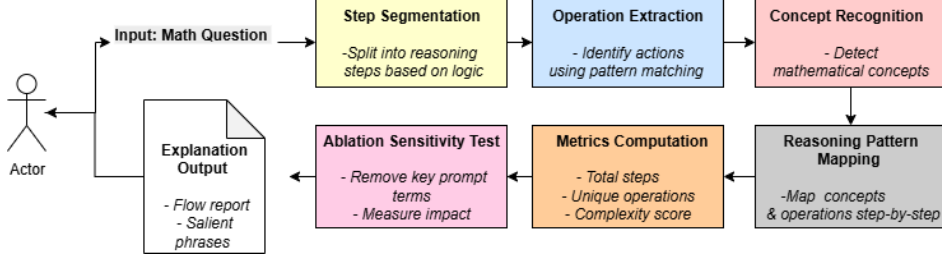 Input: Math Question
Step Segmentation
-Split into reasoning
steps based on logic
Operation Extraction
- Identify actions
using pattern matching
Concept Recognition
- Detect
mathematical concepts
Actor
Explanation
Output
- Flow report
- Salient
phrases
Ablation Sensitivity Test
- Remove key prompt
terms
- Measure impact
Metrics Computation
- Total steps
- Unique operations
- Complexity score
Reasoning Pattern
Mapping
-Map concepts
& operations step-by-step